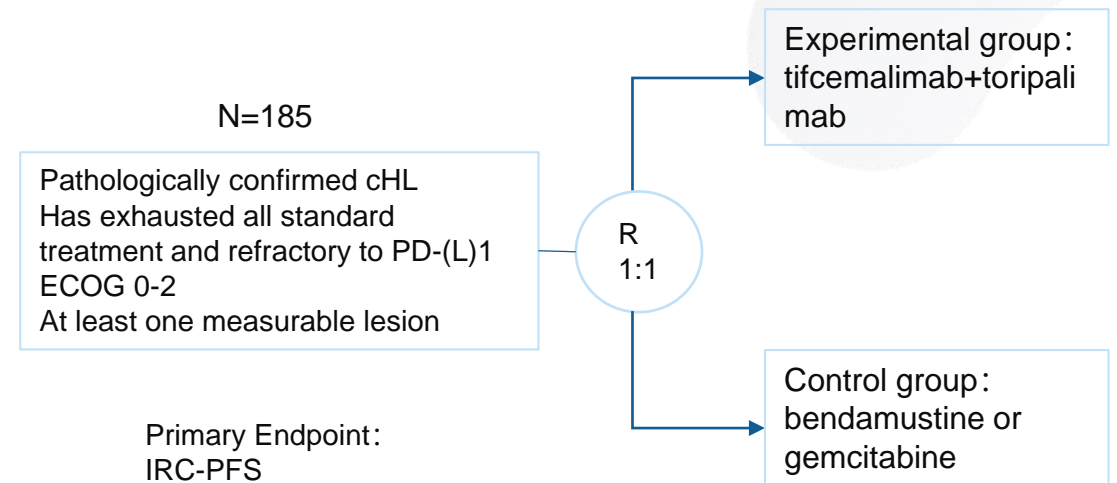 N=185
Pathologically confirmed cHL
Has exhausted all standard
treatment and refractory to PD-(L)1
ECOG 0-2
At least one measurable lesion
Primary Endpoint：
IRC-PFS
R
1:1
Experimental group：
tifcemalimab+toripali
mab
Control group：
bendamustine or
gemcitabine